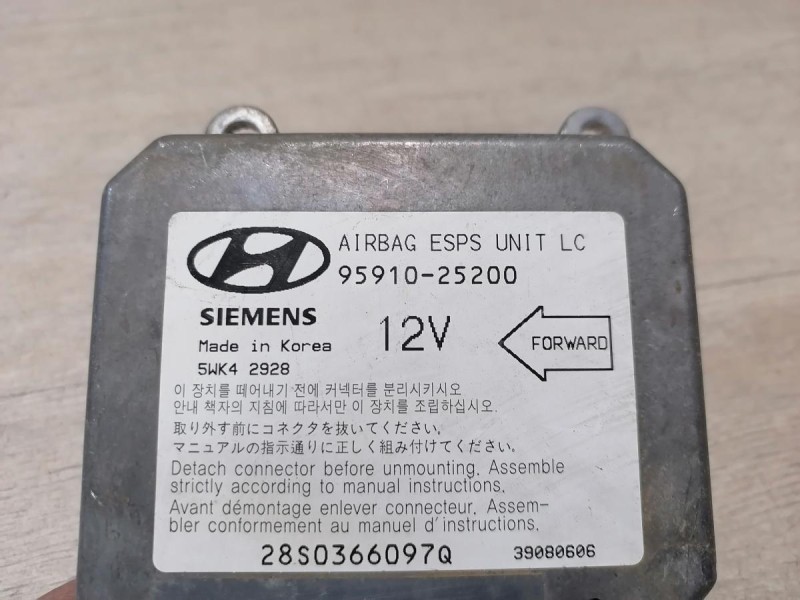 AIRBAG ESPS UNIT LC
95910-25200
SIEMENS
12V
FORWARD
Made in Korea
5WK4 2928
이 장치를 떼어내기 전에 커넥터를 분리시키시오
안내 책자의 지침에 따라서만 이 장치를 조립하십시오.
取り外す前にコネクタを抜いてください。
マニュアルの指示通りに正しく組み付けてください。
Detach connector before unmounting. Assemble
strictly according to manual instructions.
Avant démontage enlever connecteur. Assem-
bler conformement au manuel d'instructions.
28S0366097Q
39080606